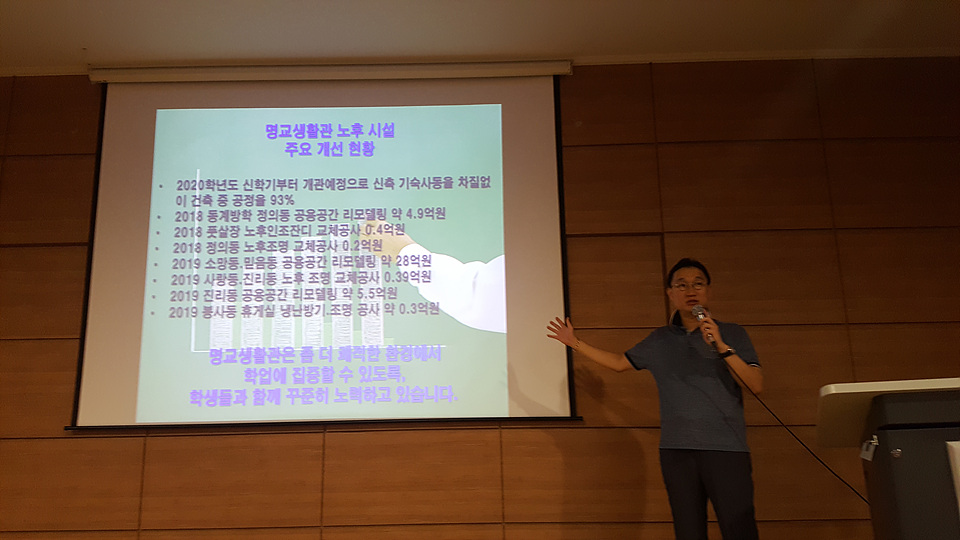 명교생활관 노후 시설
주요 개선 현황
• 2020학년도 신학기부터 개관예정으로 신축 기숙사동을 차질없
이 건축 중 공정율 93%
• 2018 동계방학 정의동 공용공간 리모델링 약 4.9억원
• 2018 풋살장 노후인조잔디 교체공사 0.4억원
• 2018 정의동 노후조명 교체공사 0.2억원
• 2019 소망동.믿음동 공용공간 리모델링 약 28억원
• 2019 사랑동.진리동 노후 조명 교체공사 0.39억원
• 2019 진리동 공용공간 리모델링 약 5.5억원
• 2019 봉사동 휴게실 냉난방기.조명 공사 약 0.3억원
명교생활관은 좀 더 쾌적한 환경에서
학업에 집중할 수 있도록,
학생들과 함께 꾸준히 노력하고 있습니다.